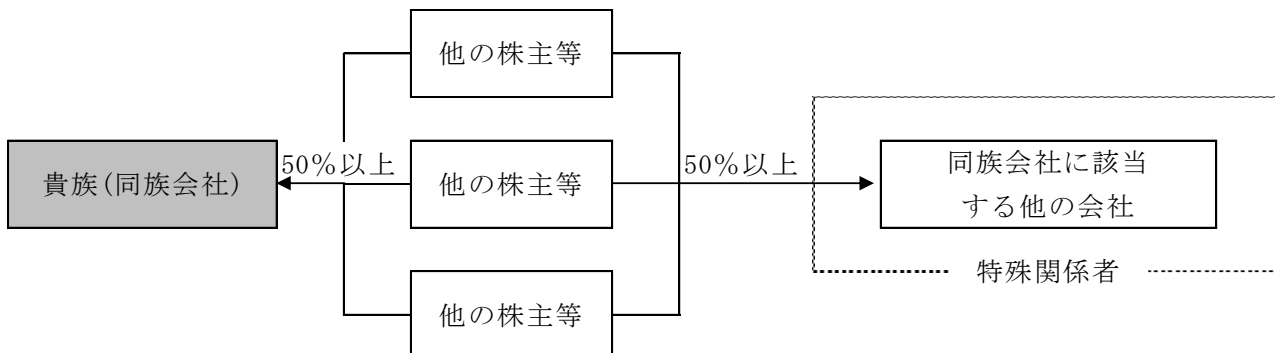 他の株主等
貴族(同族会社)
50%以上
他の株主等
50%以上
同族会社に該当
する他の会社
特殊関係者
他の株主等